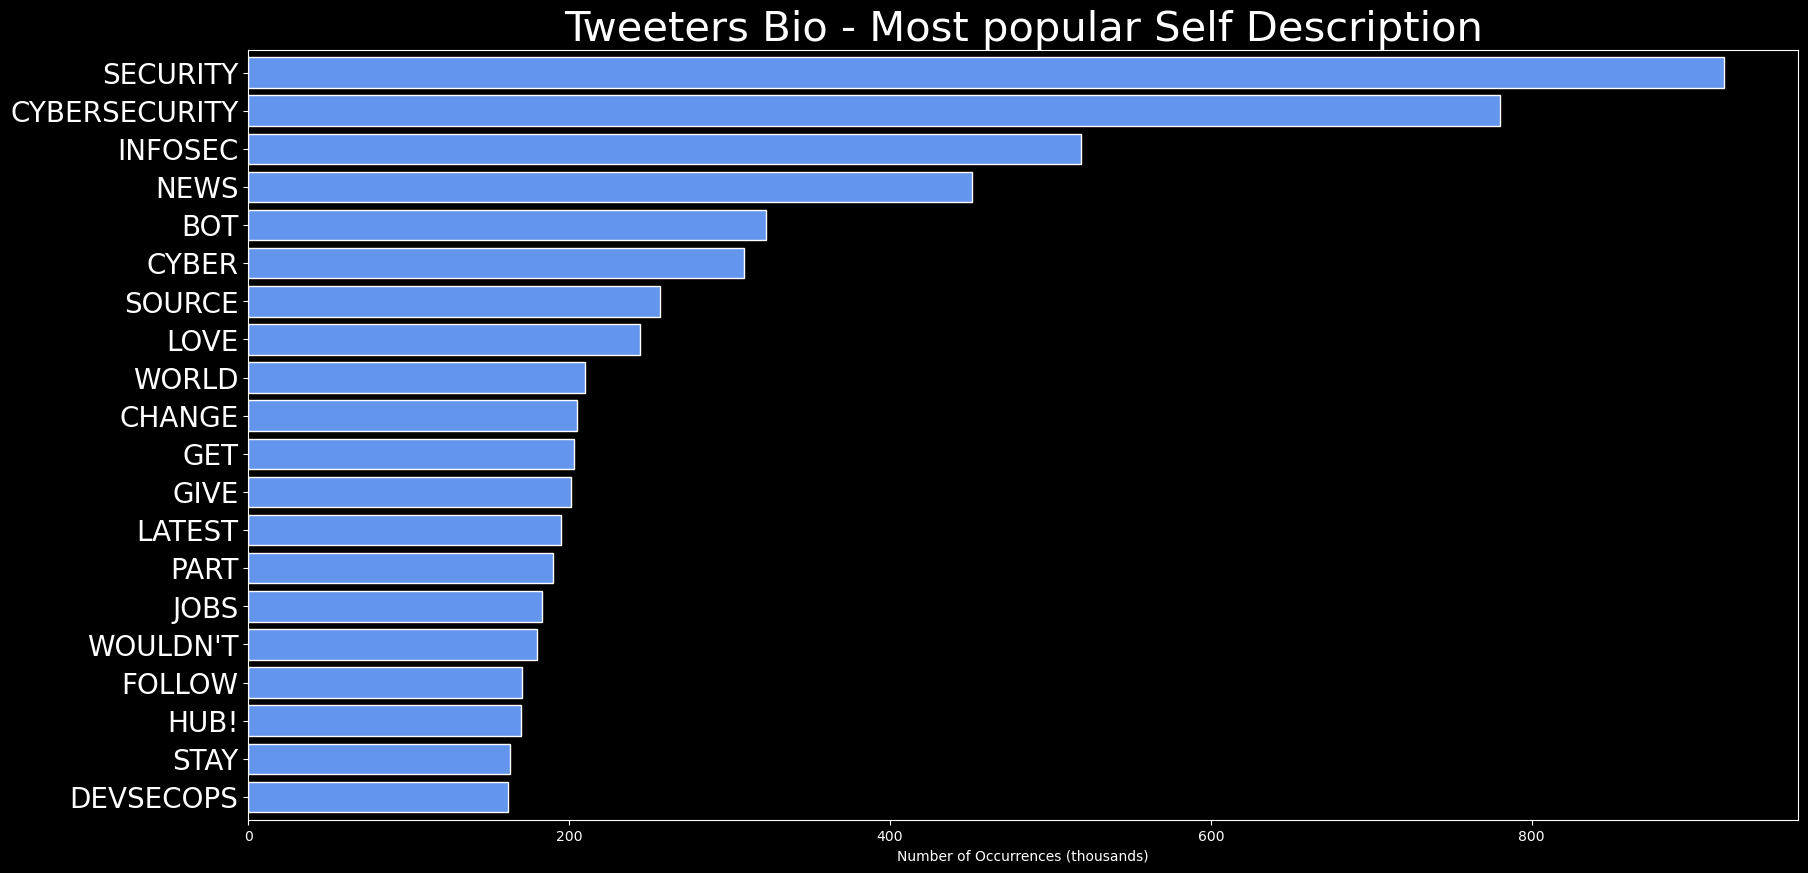 Tweeters Bio - Most popular Self Description
SECURITY
CYBERSECURITY
INFOSEC
NEWS
BOT
CYBER
SOURCE
LOVE
WORLD
CHANGE
GET
GIVE
LATEST
PART
JOBS
WOULDN'T
FOLLOW
HUB!
STAY
DEVSECOPS
0 200 400 600 800
Number of Occurrences (thousands)